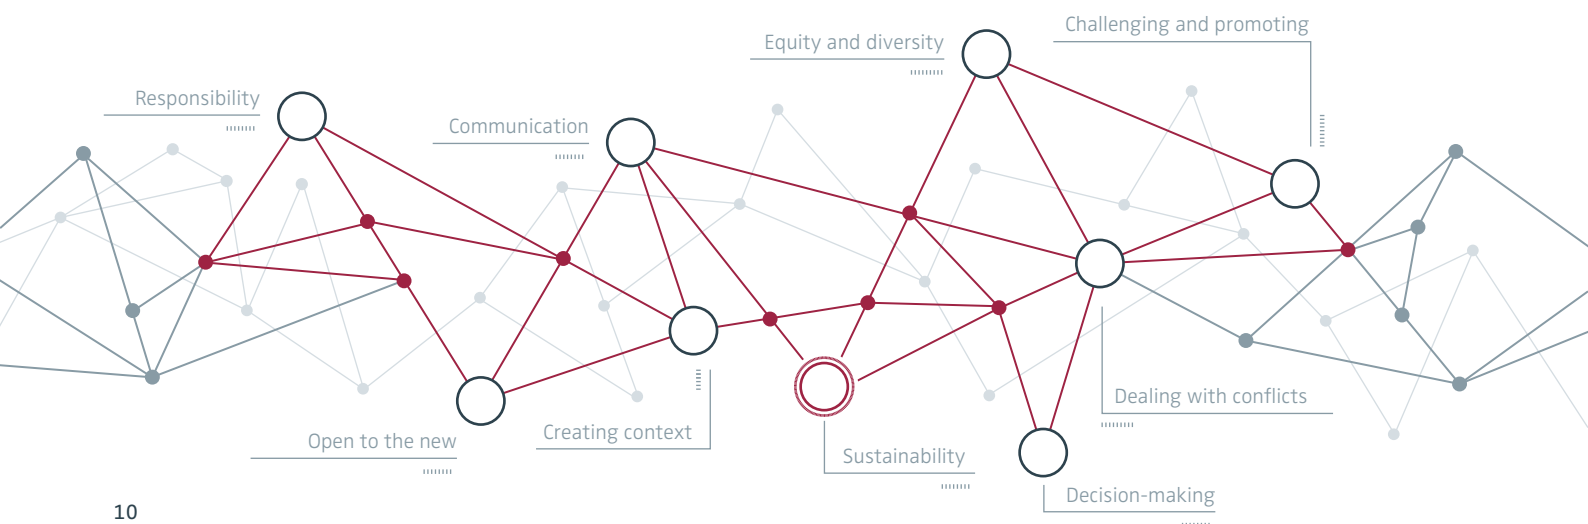 Challenging and promoting
Equity and diversity
Responsibility
Communication
Dealing with conflicts
Creating context
Open to the new
Sustainability
Decision-making
10